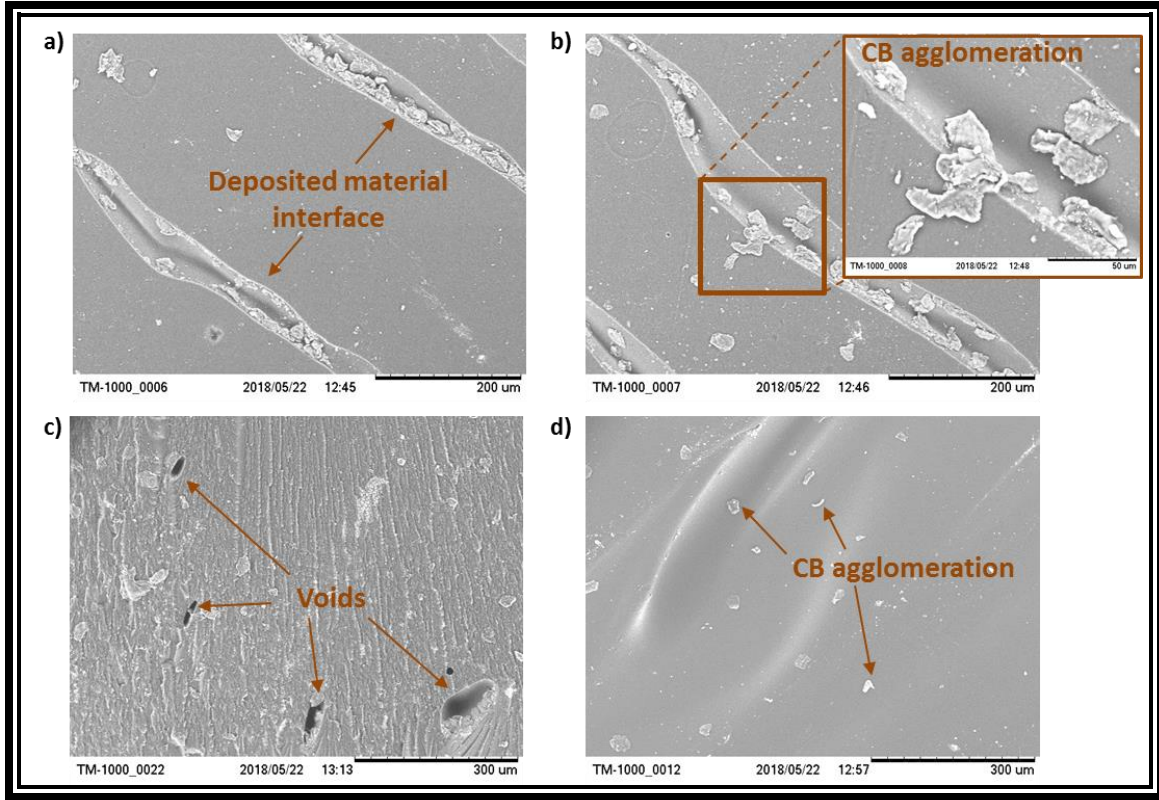 a)
b)
CB agglomeration
Deposited material
interface
TM-1000_0008 2018/05/22 12:48 50 um
TM-1000_0006 2018/05/22 12:45 200 um
TM-1000_0007 2018/05/22 12:46 200 um
c)
d)
Voids
CB agglomeration
TM-1000_0022 2018/05/22 13:13 300 um
TM-1000_0012 2018/05/22 12:57 300 um